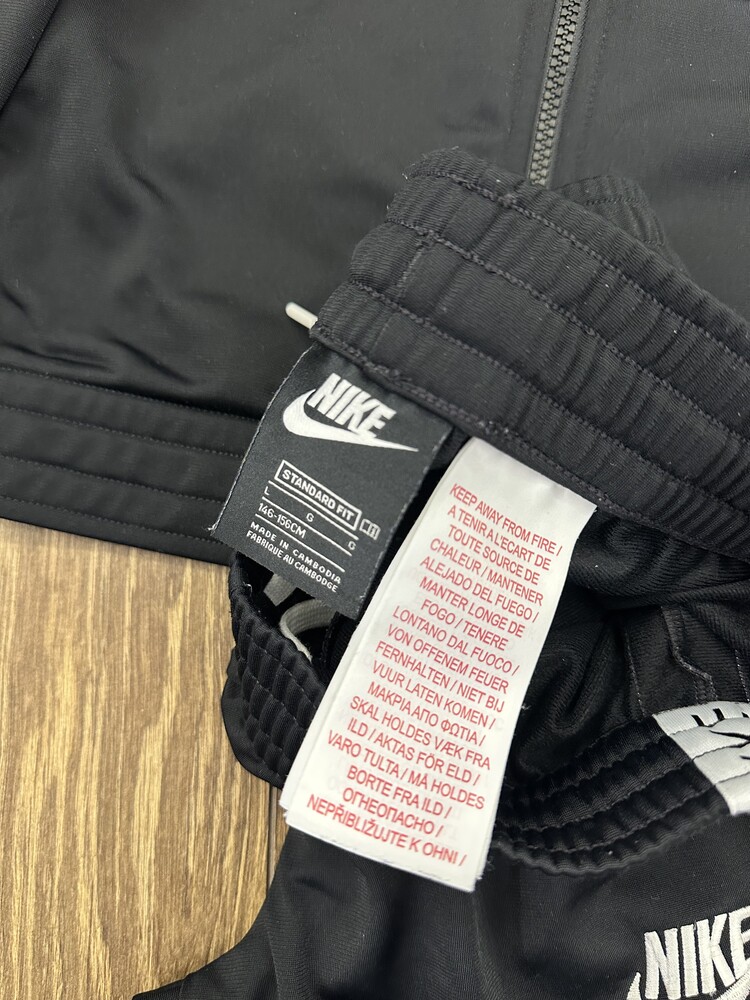 NIKE
STANDARD FIT
L G G
146-156CM
MADE IN CAMBODIA
FABRIQUE AU CAMBODGE
KEEP AWAY FROM FIRE /
A TENIR A L'ECART DE
TOUTE SOURCE DE
CHALEUR / MANTENER
ALEJADO DEL FUEGO /
MANTER LONGE DE
FOGO / TENERE
LONTANO DAL FUOCO /
VON OFFENEM FEUER
FERNHALTEN / NIET BIJ
VUUR LATEN KOMEN /
ΜΑΚΡΙΑ ΑΠΟ ΦΩΤΙΑ /
SKAL HOLDES VÆK FRA
ILD / AKTAS FÖR ELD /
VARO TULTA / MÅ HOLDES
BORTE FRA ILD /
ОГНЕОПАСНО /
NEPŘIBLIŽUJTE K OHNI /
NIKE